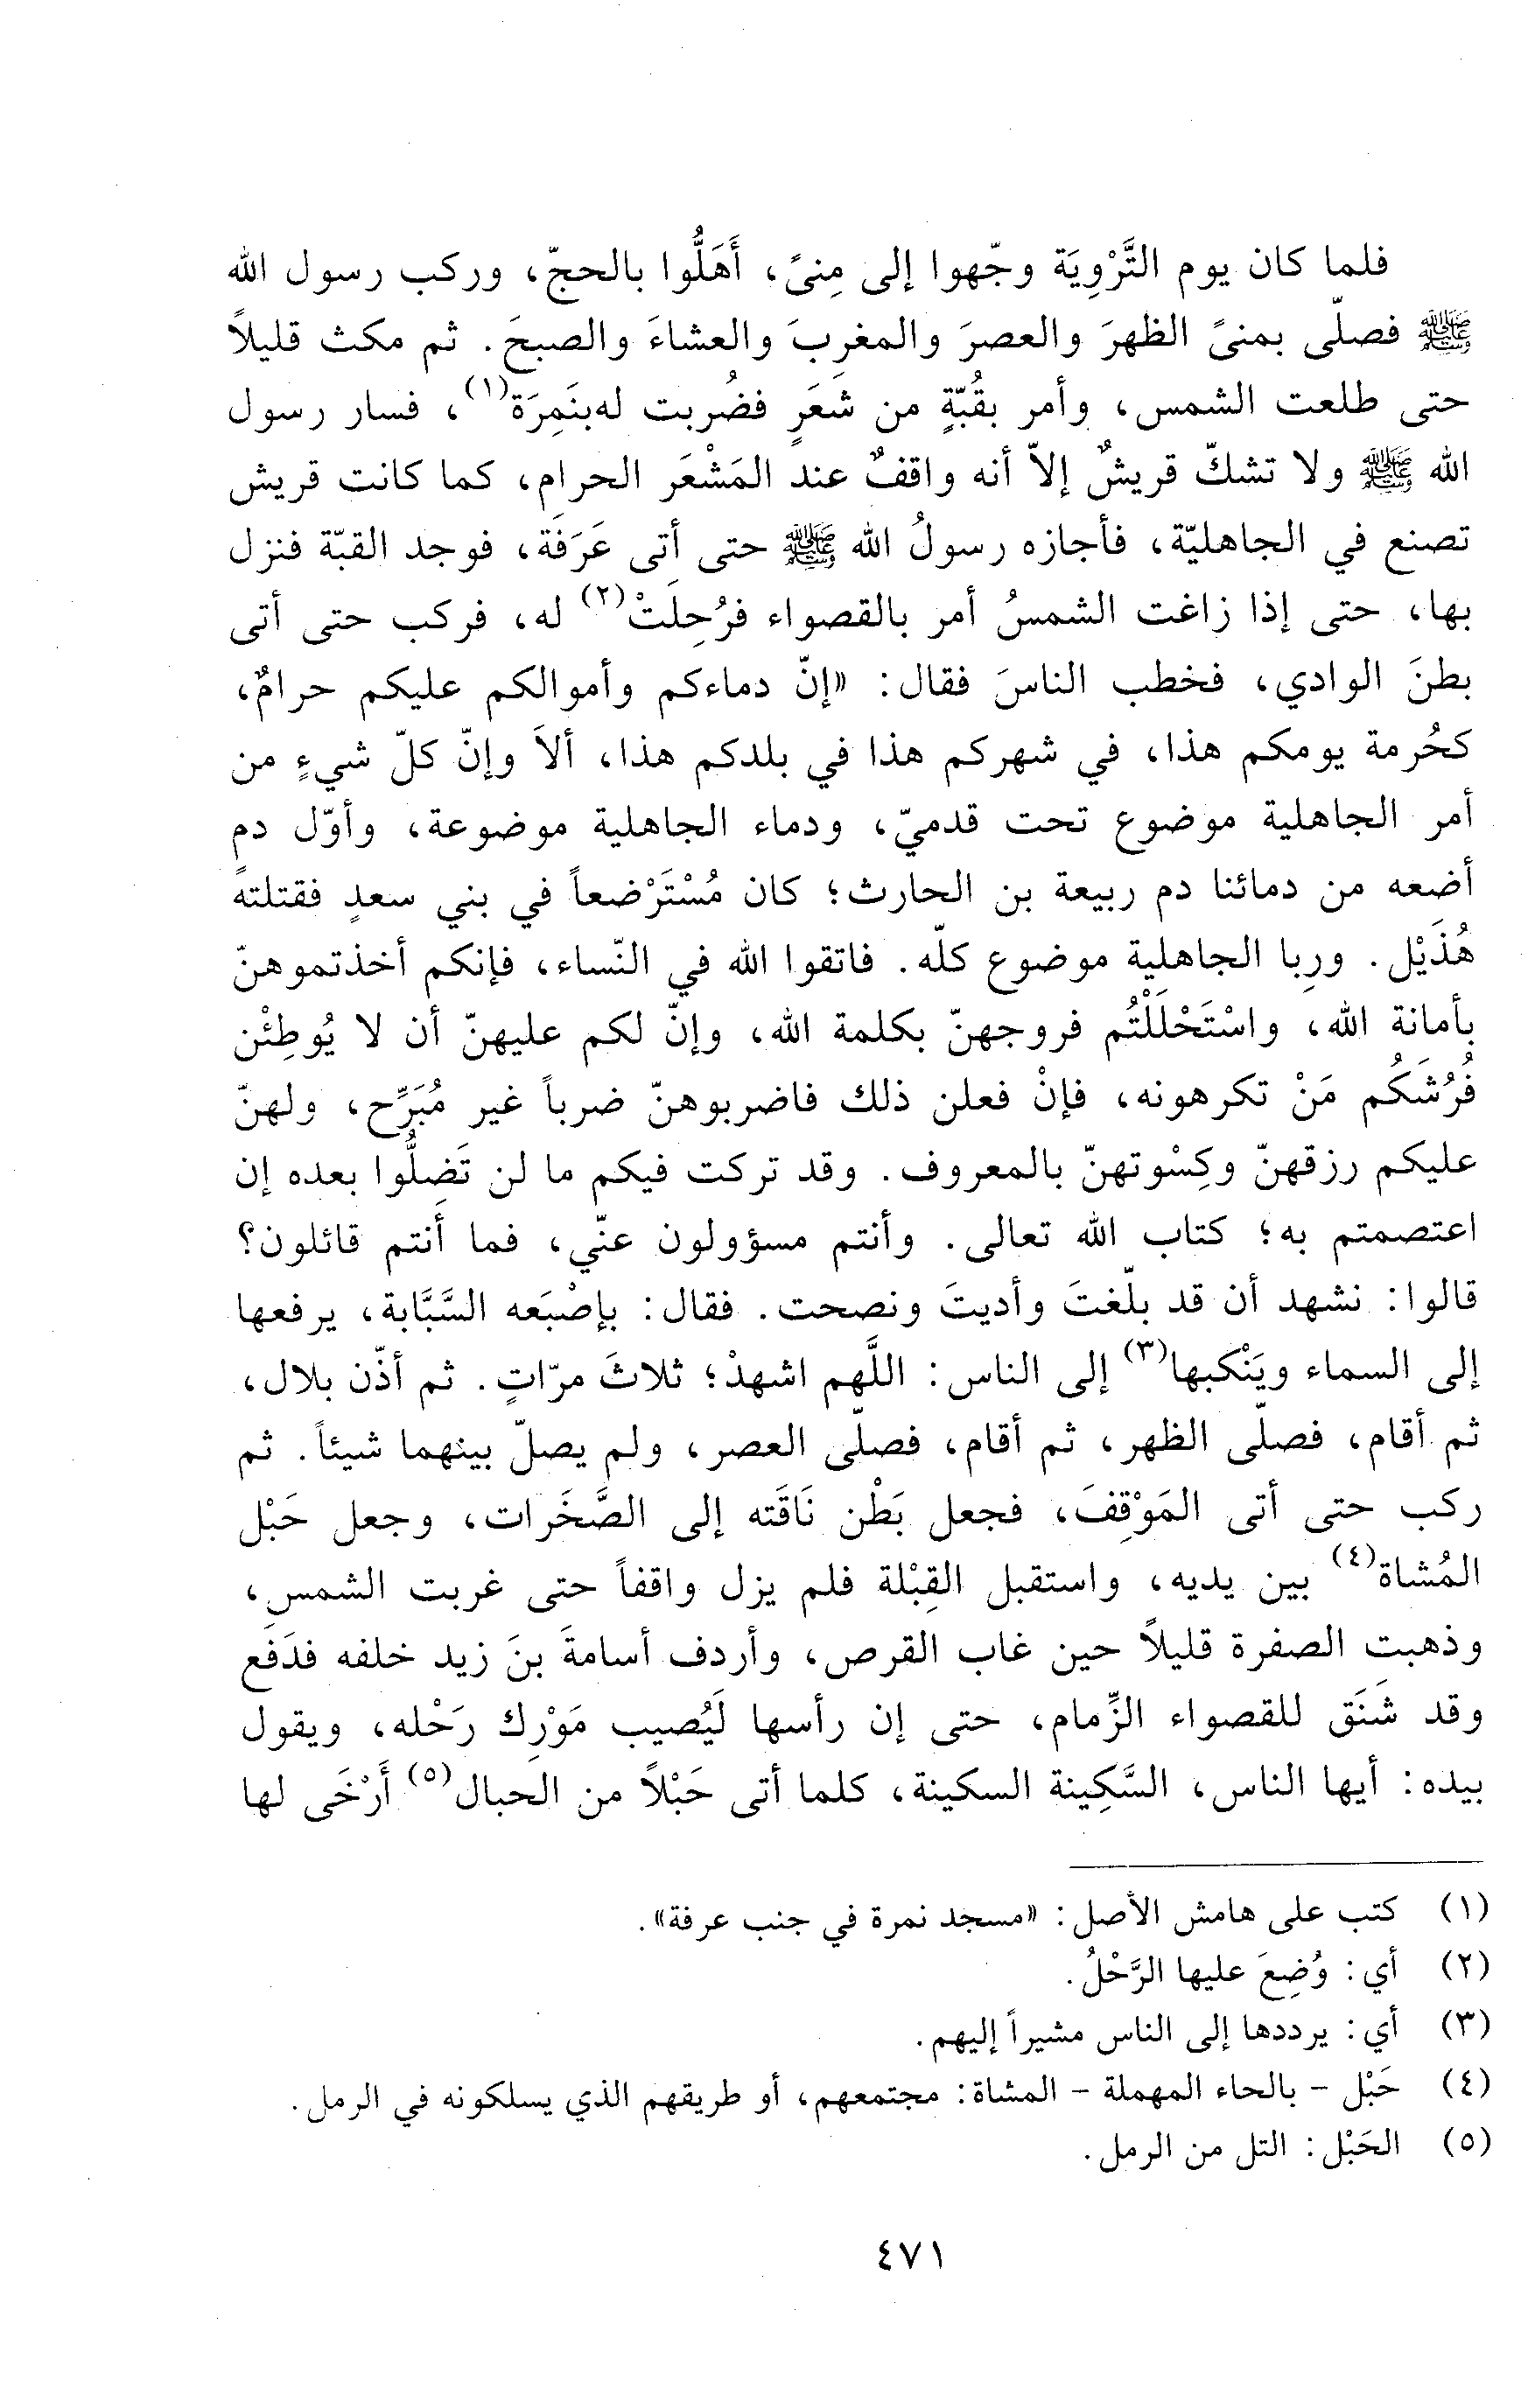 فلما كان يوم التَّرْوِيَة وجّهوا إلى مِنىً، أَهَلُّوا بالحجّ، وركب رسول الله
ﷺ فصلّى بمنىً الظهرَ والعصرَ والمغرِبَ والعشاءَ والصبحَ. ثم مكث قليلاً
حتى طلعت الشمس، وأمر بقُبّةٍ من شَعَرٍ فضُربت له بنَمِرَة(١)، فسار رسول
الله ﷺ ولا تشكّ قريشٌ إلاّ أنه واقفٌ عند المَشْعَر الحرامِ، كما كانت قريش
تصنع في الجاهليّة، فأجازه رسولُ الله ﷺ حتى أتى عَرَفَة، فوجد القبّة فنزل
بها، حتى إذا زاغت الشمسُ أمر بالقصواء فرُحِلَتْ(٢) له، فركب حتى أتى
بطنَ الوادي، فخطب الناسَ فقال: «إنّ دماءكم وأموالكم عليكم حرامٌ،
كحُرمة يومكم هذا، في شهركم هذا في بلدكم هذا، ألاَ وإنّ كلّ شيءٍ من
أمر الجاهلية موضوع تحت قدميّ، ودماء الجاهلية موضوعة، وأوّل دمٍ
أضعه من دمائنا دم ربيعة بن الحارث؛ كان مُسْتَرْضعاً في بني سعدٍ فقتلتهُ
هُذَيْل. ورِبا الجاهلية موضوع كلّه. فاتقوا الله في النّساء، فإنكم أخذتموهنّ
بأمانة الله، واسْتَحْلَلْتُم فروجهنّ بكلمة الله، وإنّ لكم عليهنّ أن لا يُوطِئْن
فُرُشَكُم مَنْ تكرهونه، فإنْ فعلن ذلك فاضربوهنّ ضرباً غير مُبَرِّح، ولهنّ
عليكم رزقهنّ وكِسْوتهنّ بالمعروف. وقد تركت فيكم ما لن تَضِلُّوا بعده إن
اعتصمتم به؛ كتاب الله تعالى. وأنتم مسؤولون عنّي، فما أنتم قائلون؟
قالوا: نشهد أن قد بلّغتَ وأديتَ ونصحت. فقال: بإصْبَعه السَّبَّابة، يرفعها
إلى السماء ويَنْكبها(٣) إلى الناس: اللَّهم اشهدْ؛ ثلاثَ مرّاتٍ. ثم أذّن بلال،
ثم أقام، فصلّى الظهر، ثم أقام، فصلّى العصر، ولم يصلّ بينهما شيئاً. ثم
ركب حتى أتى المَوْقِفَ، فجعل بَطْن نَاقَته إلى الصَّخَرات، وجعل حَبْل
المُشاة(٤) بين يديه، واستقبل القِبْلة فلم يزل واقفاً حتى غربت الشمس،
وذهبت الصفرة قليلاً حين غاب القرص، وأردف أسامةَ بنَ زيد خلفه فدَفَع
وقد شَنَق للقصواء الزِّمام، حتى إن رأسها لَيُصيب مَوْرِك رَحْله، ويقول
بيده: أيها الناس، السَّكِينة السكينة، كلما أتى حَبْلاً من الحبال(٥) أَرْخَى لها
(١) كتب على هامش الأصل: «مسجد نمرة في جنب عرفة».
(٢) أي: وُضِعَ عليها الرَّحْلُ.
(٣) أي: يرددها إلى الناس مشيراً إليهم.
(٤) حَبْل - بالحاء المهملة - المشاة: مجتمعهم، أو طريقهم الذي يسلكونه في الرمل.
(٥) الحَبْل: التل من الرمل.
٤٧١